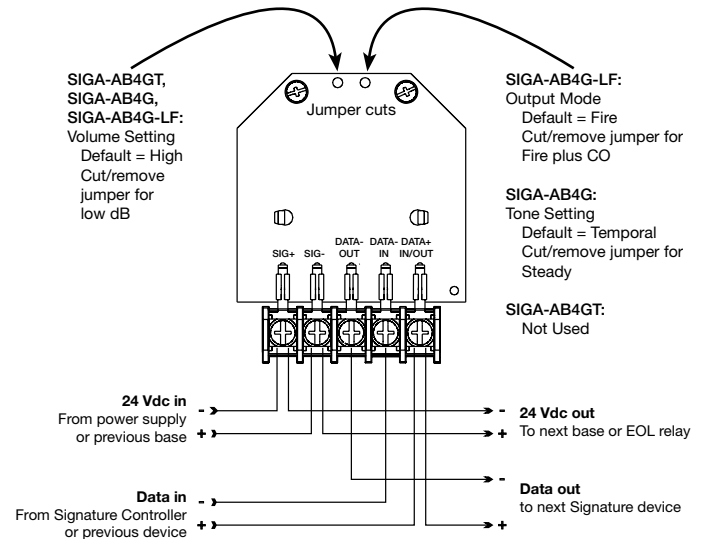 SIGA-AB4GT,
SIGA-AB4G,
SIGA-AB4G-LF:
Volume Setting
Default = High
Cut/remove
jumper for
low dB
Jumper cuts
SIGA-AB4G-LF:
Output Mode
Default = Fire
Cut/remove jumper for
Fire plus CO
SIGA-AB4G:
Tone Setting
Default = Temporal
Cut/remove jumper for
Steady
SIGA-AB4GT:
Not Used
SIG+
SIG-
DATA-
OUT
DATA-
IN
DATA+
IN/OUT
24 Vdc in
From power supply
or previous base
-
+
-
+
24 Vdc out
To next base or EOL relay
Data in
From Signature Controller
or previous device
-
+
-
+
Data out
to next Signature device